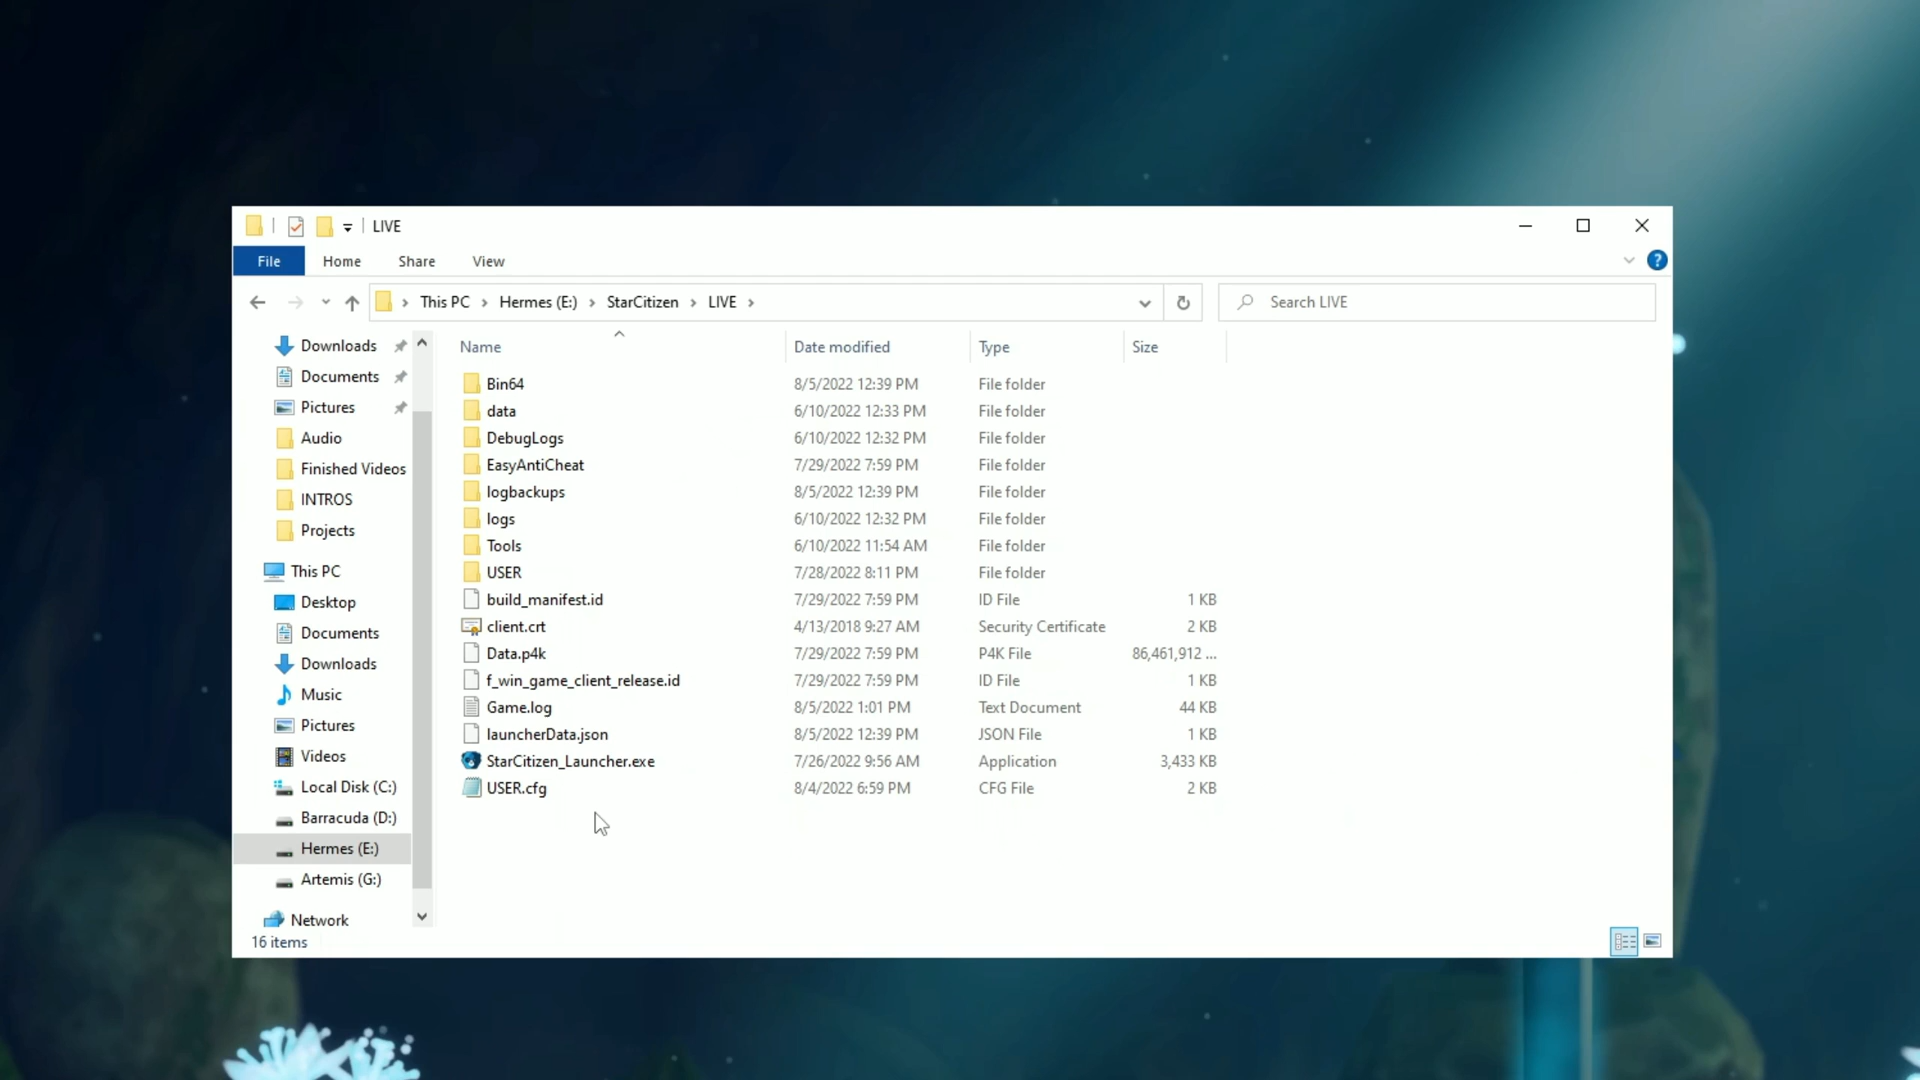 LIVE
File Home Share View ?
This PC Hermes (E:) StarCitizen LIVE Search LIVE
Name Date modified Type Size
Downloads
Documents
Pictures
Audio
Finished Videos
INTROS
Projects
This PC
Desktop
Documents
Downloads
Music
Pictures
Videos
Local Disk (C:)
Barracuda (D:)
Hermes (E:)
Artemis (G:)
Network
Bin64 8/5/2022 12:39 PM File folder
data 6/10/2022 12:33 PM File folder
DebugLogs 6/10/2022 12:32 PM File folder
EasyAntiCheat 7/29/2022 7:59 PM File folder
logbackups 8/5/2022 12:39 PM File folder
logs 6/10/2022 12:32 PM File folder
Tools 6/10/2022 11:54 AM File folder
USER 7/28/2022 8:11 PM File folder
build_manifest.id 7/29/2022 7:59 PM ID File 1 KB
client.crt 4/13/2018 9:27 AM Security Certificate 2 KB
Data.p4k 7/29/2022 7:59 PM P4K File 86,461,912 ...
f_win_game_client_release.id 7/29/2022 7:59 PM ID File 1 KB
Game.log 8/5/2022 1:01 PM Text Document 44 KB
launcherData.json 8/5/2022 12:39 PM JSON File 1 KB
StarCitizen_Launcher.exe 7/26/2022 9:56 AM Application 3,433 KB
USER.cfg 8/4/2022 6:59 PM CFG File 2 KB
16 items